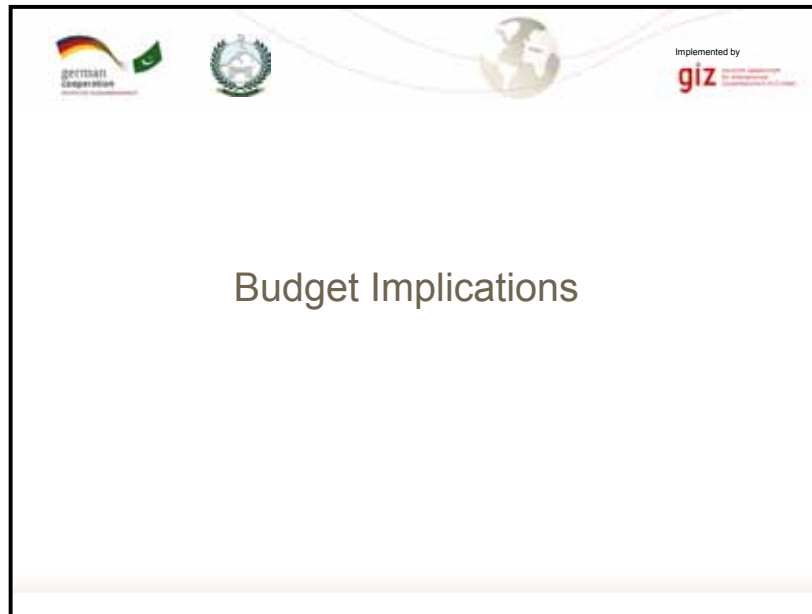 german
cooperation
Implemented by
giz
Budget Implications